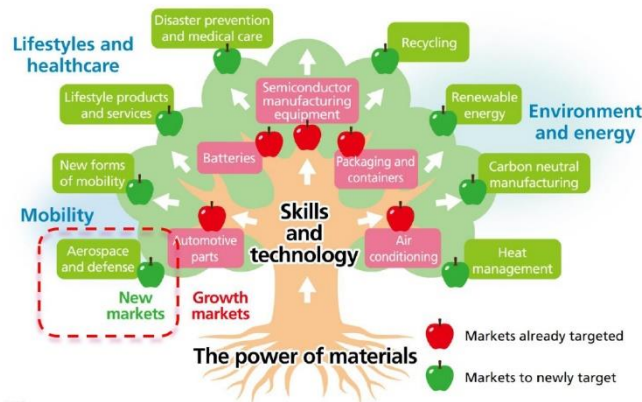 Disaster prevention
and medical care
Recycling
Lifestyles and
healthcare
Semiconductor
manufacturing
equipment
Lifestyle products
and services
Renewable
energy
Environment
and energy
Batteries
Packaging and
containers
New forms
of mobility
Carbon neutral
manufacturing
Mobility
Skills
and
technology
Aerospace
and defense
Automotive
parts
Air
conditioning
Heat
management
New
markets
Growth
markets
Markets already targeted
The power of materials
Markets to newly target